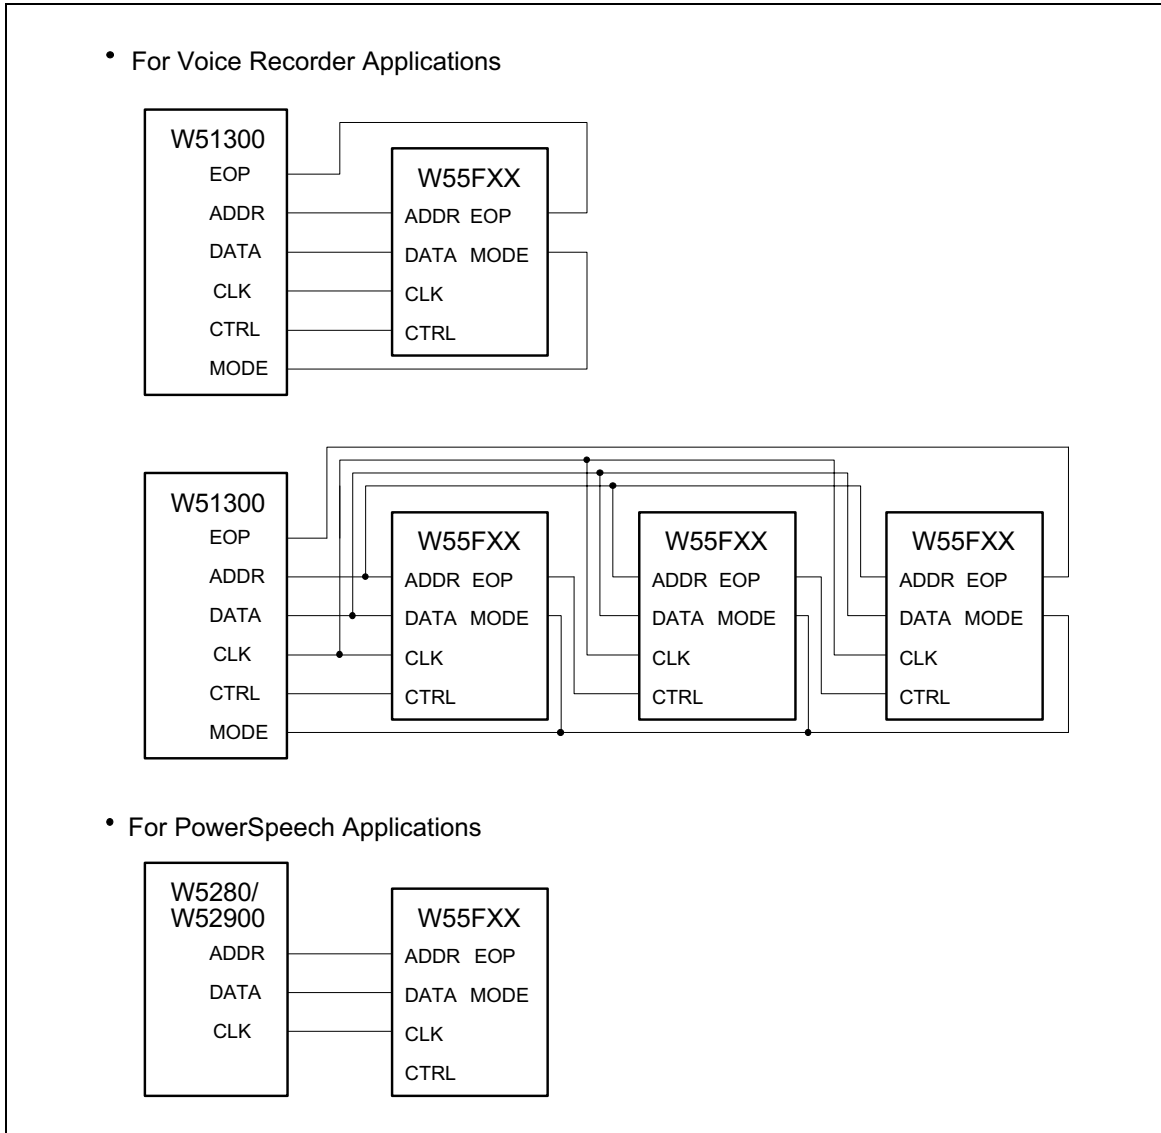 • For Voice Recorder Applications
W51300
EOP
ADDR
DATA
CLK
CTRL
MODE
W55FXX
ADDR EOP
DATA MODE
CLK
CTRL
W51300
EOP
ADDR
DATA
CLK
CTRL
MODE
W55FXX
ADDR EOP
DATA MODE
CLK
CTRL
W55FXX
ADDR EOP
DATA MODE
CLK
CTRL
W55FXX
ADDR EOP
DATA MODE
CLK
CTRL
• For PowerSpeech Applications
W5280/
W52900
ADDR
DATA
CLK
W55FXX
ADDR EOP
DATA MODE
CLK
CTRL